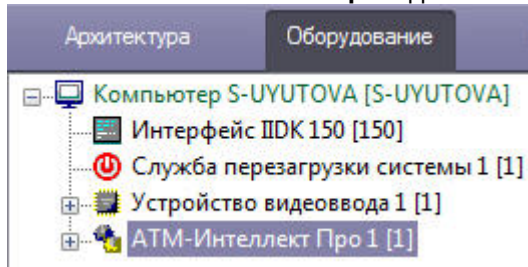 Архитектура Оборудование
Компьютер S-UYUTOVA [S-UYUTOVA]
Интерфейс IIDK 150 [150]
Служба перезагрузки системы 1 [1]
Устройство видеоввода 1 [1]
АТМ-Интеллект Про 1 [1]